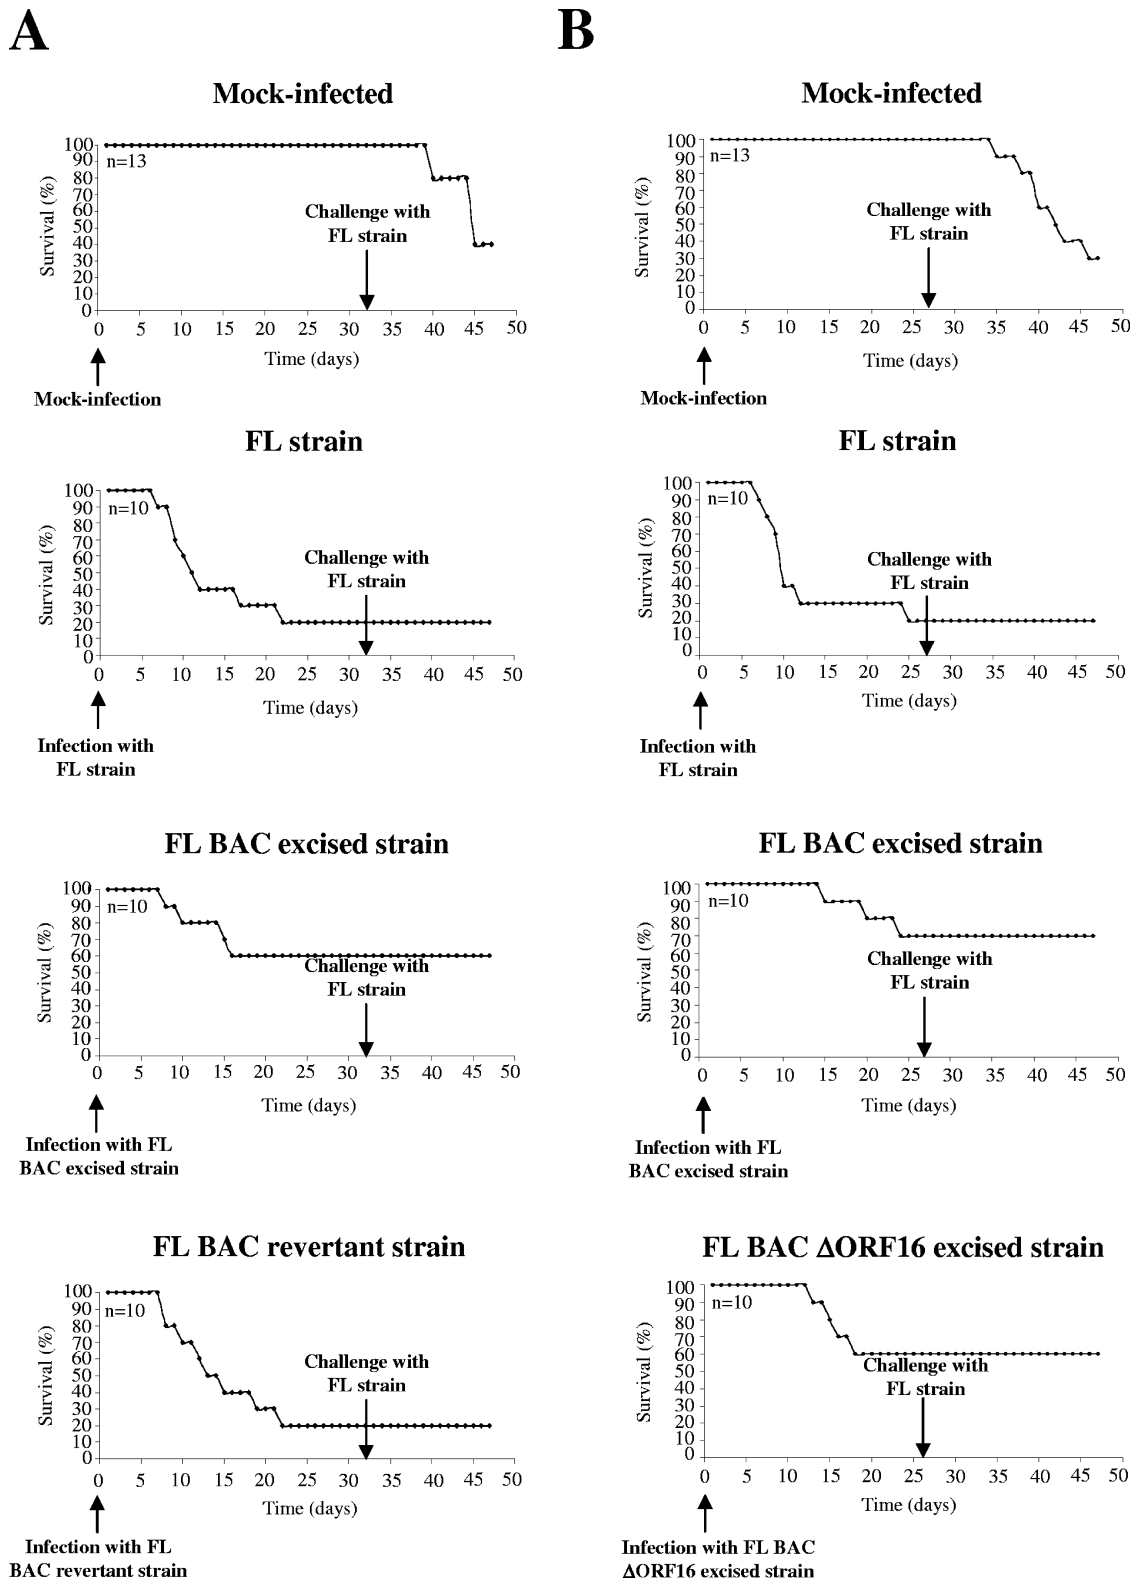 A
B
Mock-infected
100
90
80
70
60
50
40
30
20
10
0
Survival (%)
n=13
Challenge with
FL strain
0 5 10 15 20 25 30 35 40 45 50
Time (days)
Mock-infection
Mock-infected
100
90
80
70
60
50
40
30
20
10
0
Survival (%)
n=13
Challenge with
FL strain
0 5 10 15 20 25 30 35 40 45 50
Time (days)
Mock-infection
FL strain
100
90
80
70
60
50
40
30
20
10
0
Survival (%)
n=10
Challenge with
FL strain
0 5 10 15 20 25 30 35 40 45 50
Time (days)
Infection with
FL strain
FL strain
100
90
80
70
60
50
40
30
20
10
0
Survival (%)
n=10
Challenge with
FL strain
0 5 10 15 20 25 30 35 40 45 50
Time (days)
Infection with
FL strain
FL BAC excised strain
100
90
80
70
60
50
40
30
20
10
0
Survival (%)
n=10
Challenge with
FL strain
0 5 10 15 20 25 30 35 40 45 50
Time (days)
Infection with FL
BAC excised strain
FL BAC excised strain
100
90
80
70
60
50
40
30
20
10
0
Survival (%)
n=10
Challenge with
FL strain
0 5 10 15 20 25 30 35 40 45 50
Time (days)
Infection with FL
BAC excised strain
FL BAC revertant strain
100
90
80
70
60
50
40
30
20
10
0
Survival (%)
n=10
Challenge with
FL strain
0 5 10 15 20 25 30 35 40 45 50
Time (days)
Infection with FL
BAC revertant strain
FL BAC ΔORF16 excised strain
100
90
80
70
60
50
40
30
20
10
0
Survival (%)
n=10
Challenge with
FL strain
0 5 10 15 20 25 30 35 40 45 50
Time (days)
Infection with FL BAC
ΔORF16 excised strain